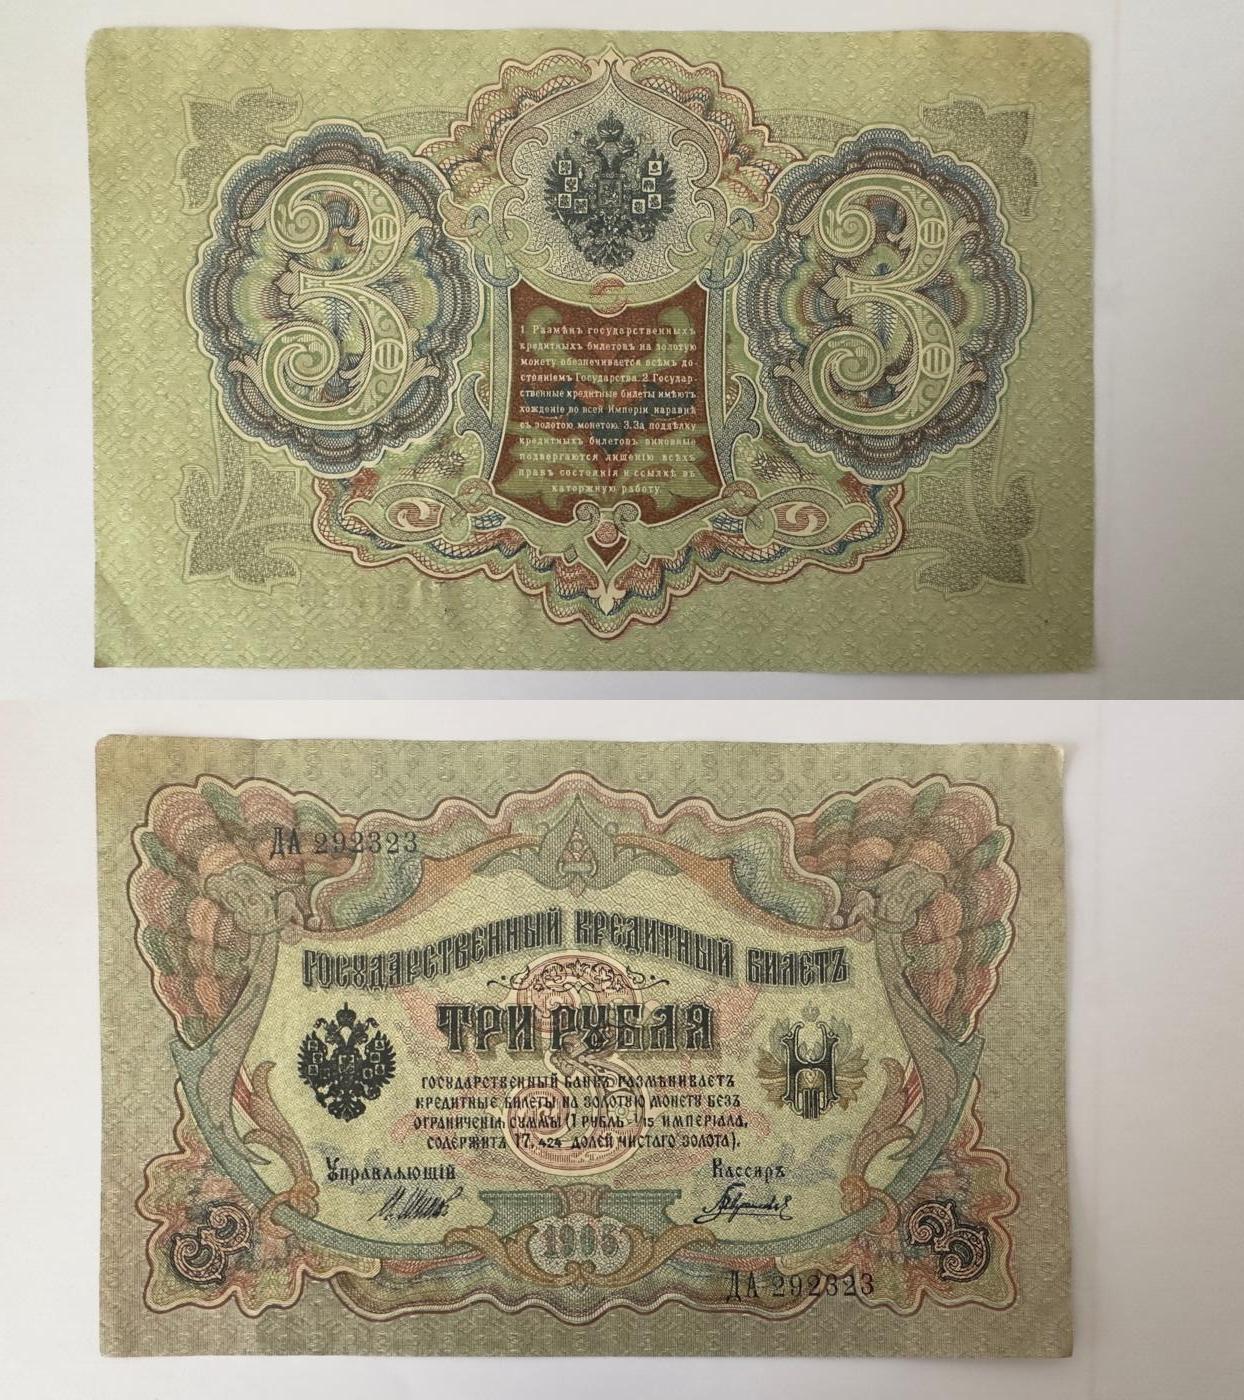 3
3
1. Размѣнъ государственныхъ
кредитныхъ билетовъ на золотую
монету обезпечивается всѣмъ до-
стояніемъ Государства. 2. Государ-
ственные кредитные билеты имѣютъ
хожденіе во всей Имперіи наравнѣ
съ золотою монетою. 3. За поддѣлку
кредитныхъ билетовъ виновные
подвергаются лишенію всѣхъ
правъ состоянія и ссылкѣ въ
каторжную работу.
ДА 292323
ГОСУДАРСТВЕННЫЙ КРЕДИТНЫЙ БИЛЕТЪ
3
ТРИ РУБЛЯ
ГОСУДАРСТВЕННЫЙ БАНКЪ РАЗМѢНИВАЕТЪ
КРЕДИТНЫЕ БИЛЕТЫ НА ЗОЛОТУЮ МОНЕТУ БЕЗЪ
ОГРАНИЧЕНІЯ СУММЫ (1 РУБЛЬ = 1/15 ИМПЕРІАЛА,
СОДЕРЖИТЪ 17,424 ДОЛЕЙ ЧИСТАГО ЗОЛОТА).
Н
II
Управляющій
Кассиръ
3
1905
3
ДА 292323